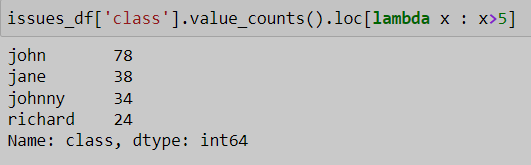 issues_df['class'].value_counts().loc[lambda x : x>5]
john 78
jane 38
johnny 34
richard 24
Name: class, dtype: int64